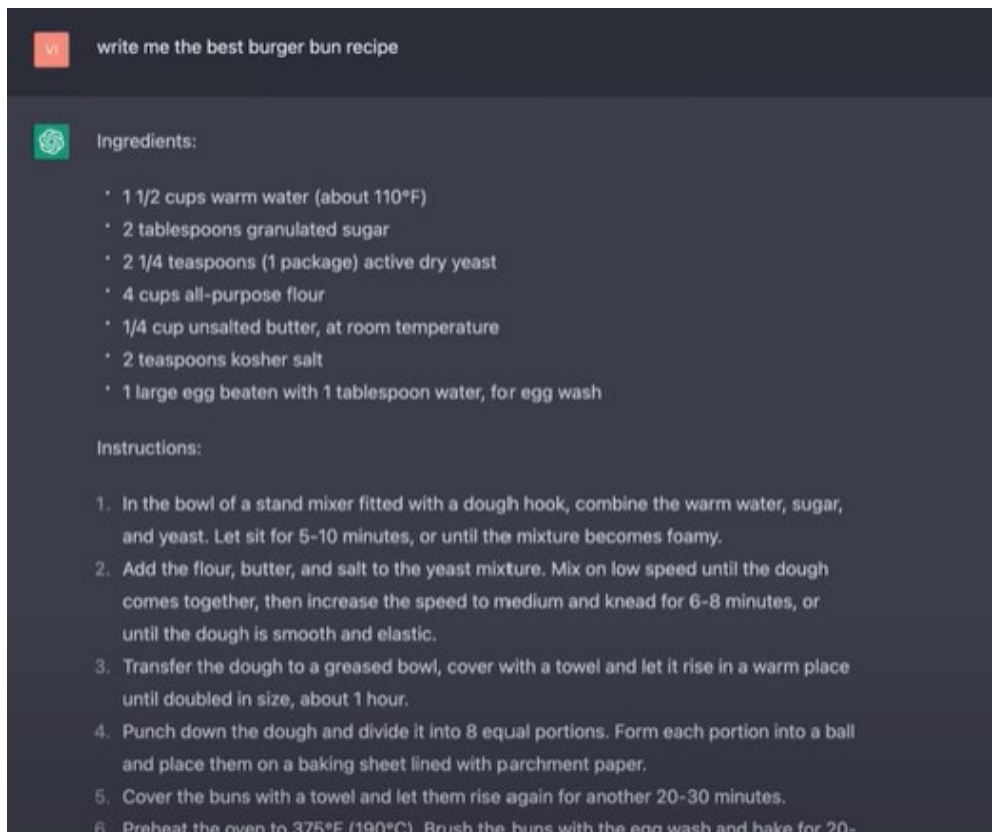 VI
write me the best burger bun recipe
Ingredients:
• 1 1/2 cups warm water (about 110°F)
• 2 tablespoons granulated sugar
• 2 1/4 teaspoons (1 package) active dry yeast
• 4 cups all-purpose flour
• 1/4 cup unsalted butter, at room temperature
• 2 teaspoons kosher salt
• 1 large egg beaten with 1 tablespoon water, for egg wash
Instructions:
1. In the bowl of a stand mixer fitted with a dough hook, combine the warm water, sugar,
and yeast. Let sit for 5-10 minutes, or until the mixture becomes foamy.
2. Add the flour, butter, and salt to the yeast mixture. Mix on low speed until the dough
comes together, then increase the speed to medium and knead for 6-8 minutes, or
until the dough is smooth and elastic.
3. Transfer the dough to a greased bowl, cover with a towel and let it rise in a warm place
until doubled in size, about 1 hour.
4. Punch down the dough and divide it into 8 equal portions. Form each portion into a ball
and place them on a baking sheet lined with parchment paper.
5. Cover the buns with a towel and let them rise again for another 20-30 minutes.
6. Preheat the oven to 375°F (190°C). Brush the buns with the egg wash and bake for 20-